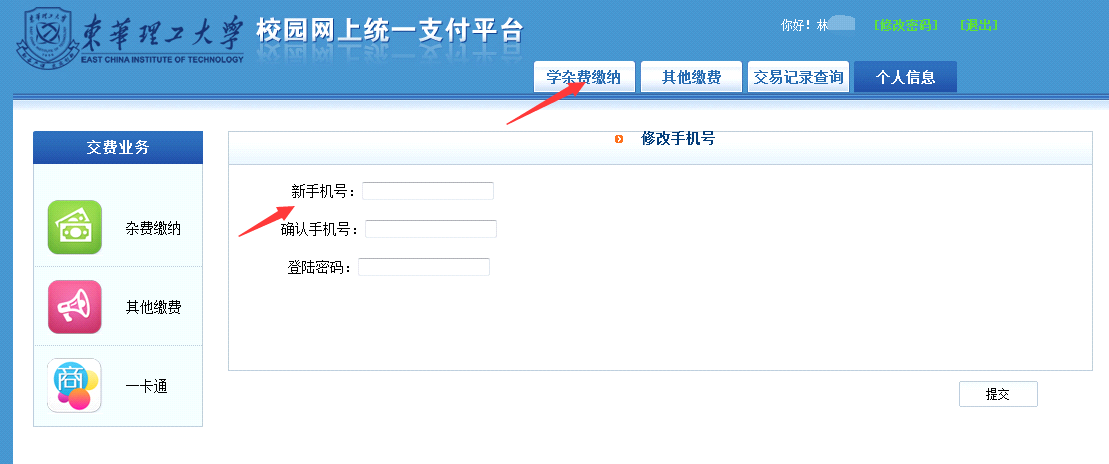 東華理工大学
EAST CHINA INSTITUTE OF TECHNOLOGY
校园网上统一支付平台
你好！林 [修改密码] [退出]
学杂费缴纳 其他缴费 交易记录查询 个人信息
交费业务
杂费缴纳
其他缴费
商
一卡通
修改手机号
新手机号：
确认手机号：
登陆密码：
提交